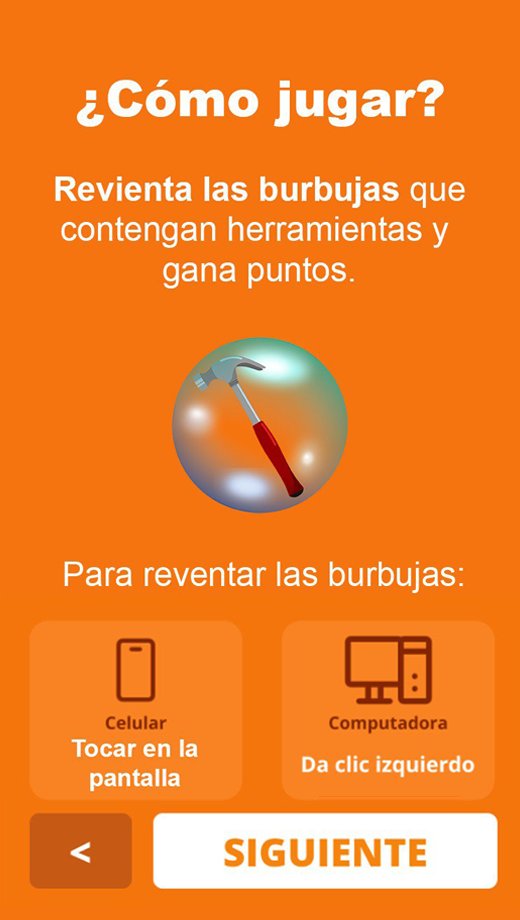 ¿Cómo jugar?
Revienta las burbujas que
contengan herramientas y
gana puntos.
Para reventar las burbujas:
Celular
Tocar en la
pantalla
Computadora
Da clic izquierdo
<
SIGUIENTE